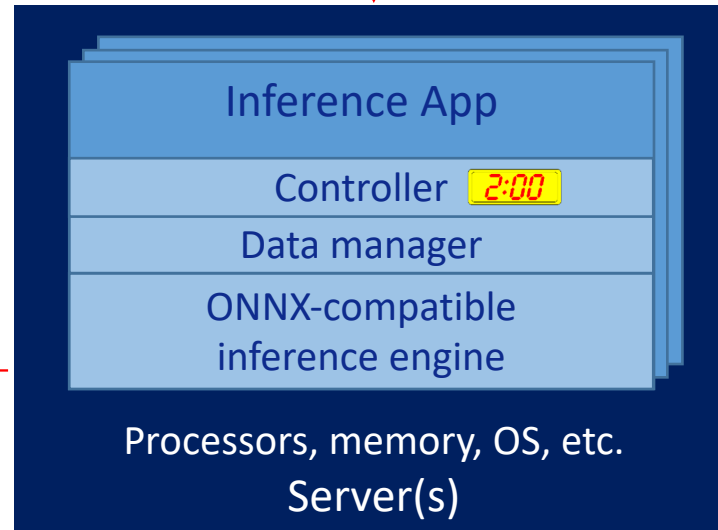 Inference App
Controller 2:00
Data manager
ONNX-compatible
inference engine
Processors, memory, OS, etc.
Server(s)